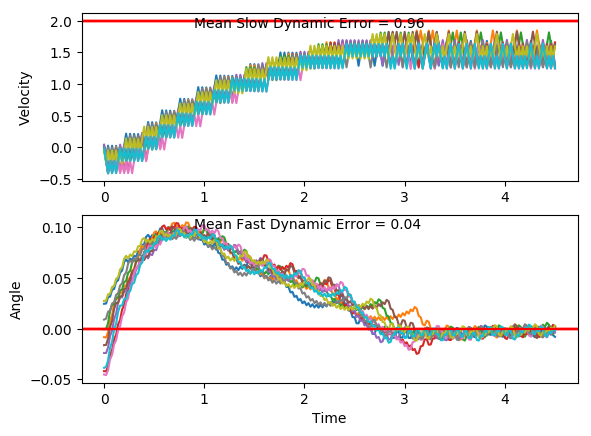 Mean Slow Dynamic Error = 0.96
2.0
1.5
1.0
0.5
0.0
−0.5
Velocity
0 1 2 3 4
Mean Fast Dynamic Error = 0.04
0.10
0.05
0.00
−0.05
Angle
0 1 2 3 4
Time